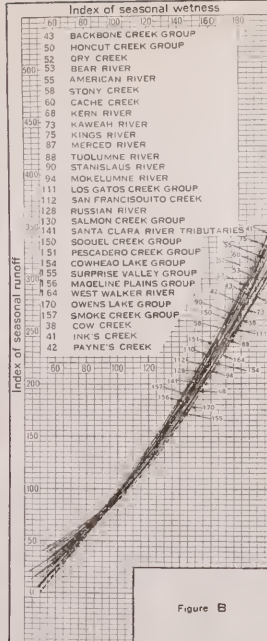 Index of seasonal wetness
60 80 100 120 140 160 180
43 BACKBONE CREEK GROUP
50 HONCUT CREEK GROUP
52 DRY CREEK
53 BEAR RIVER
55 AMERICAN RIVER
58 STONY CREEK
60 CACHE CREEK
68 KERN RIVER
73 KAWEAH RIVER
75 KINGS RIVER
87 MERCED RIVER
88 TUOLUMNE RIVER
90 STANISLAUS RIVER
94 MOKELUMNE RIVER
111 LOS GATOS CREEK GROUP
112 SAN FRANCISQUITO CREEK
128 RUSSIAN RIVER
130 SALMON CREEK GROUP
141 SANTA CLARA RIVER TRIBUTARIES
150 SOQUEL CREEK GROUP
151 PESCADERO CREEK GROUP
154 COWHEAD LAKE GROUP
155 SURPRISE VALLEY GROUP
156 MADELINE PLAINS GROUP
164 WEST WALKER RIVER
170 OWENS LAKE GROUP
157 SMOKE CREEK GROUP
38 COW CREEK
41 INK'S CREEK
42 PAYNE'S CREEK
Index of seasonal runoff
500
450
350
300
250
200
150
100
50
60 80 100 120 140 160 180
Figure B